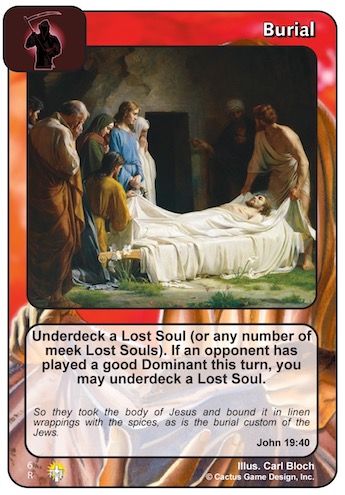 Burial
Underdeck a Lost Soul (or any number of
meek Lost Souls). If an opponent has
played a good Dominant this turn, you
may underdeck a Lost Soul.
So they took the body of Jesus and bound it in linen
wrappings with the spices, as is the burial custom of the
Jews.
John 19:40
6
R
Illus. Carl Bloch
© Cactus Game Design, Inc.